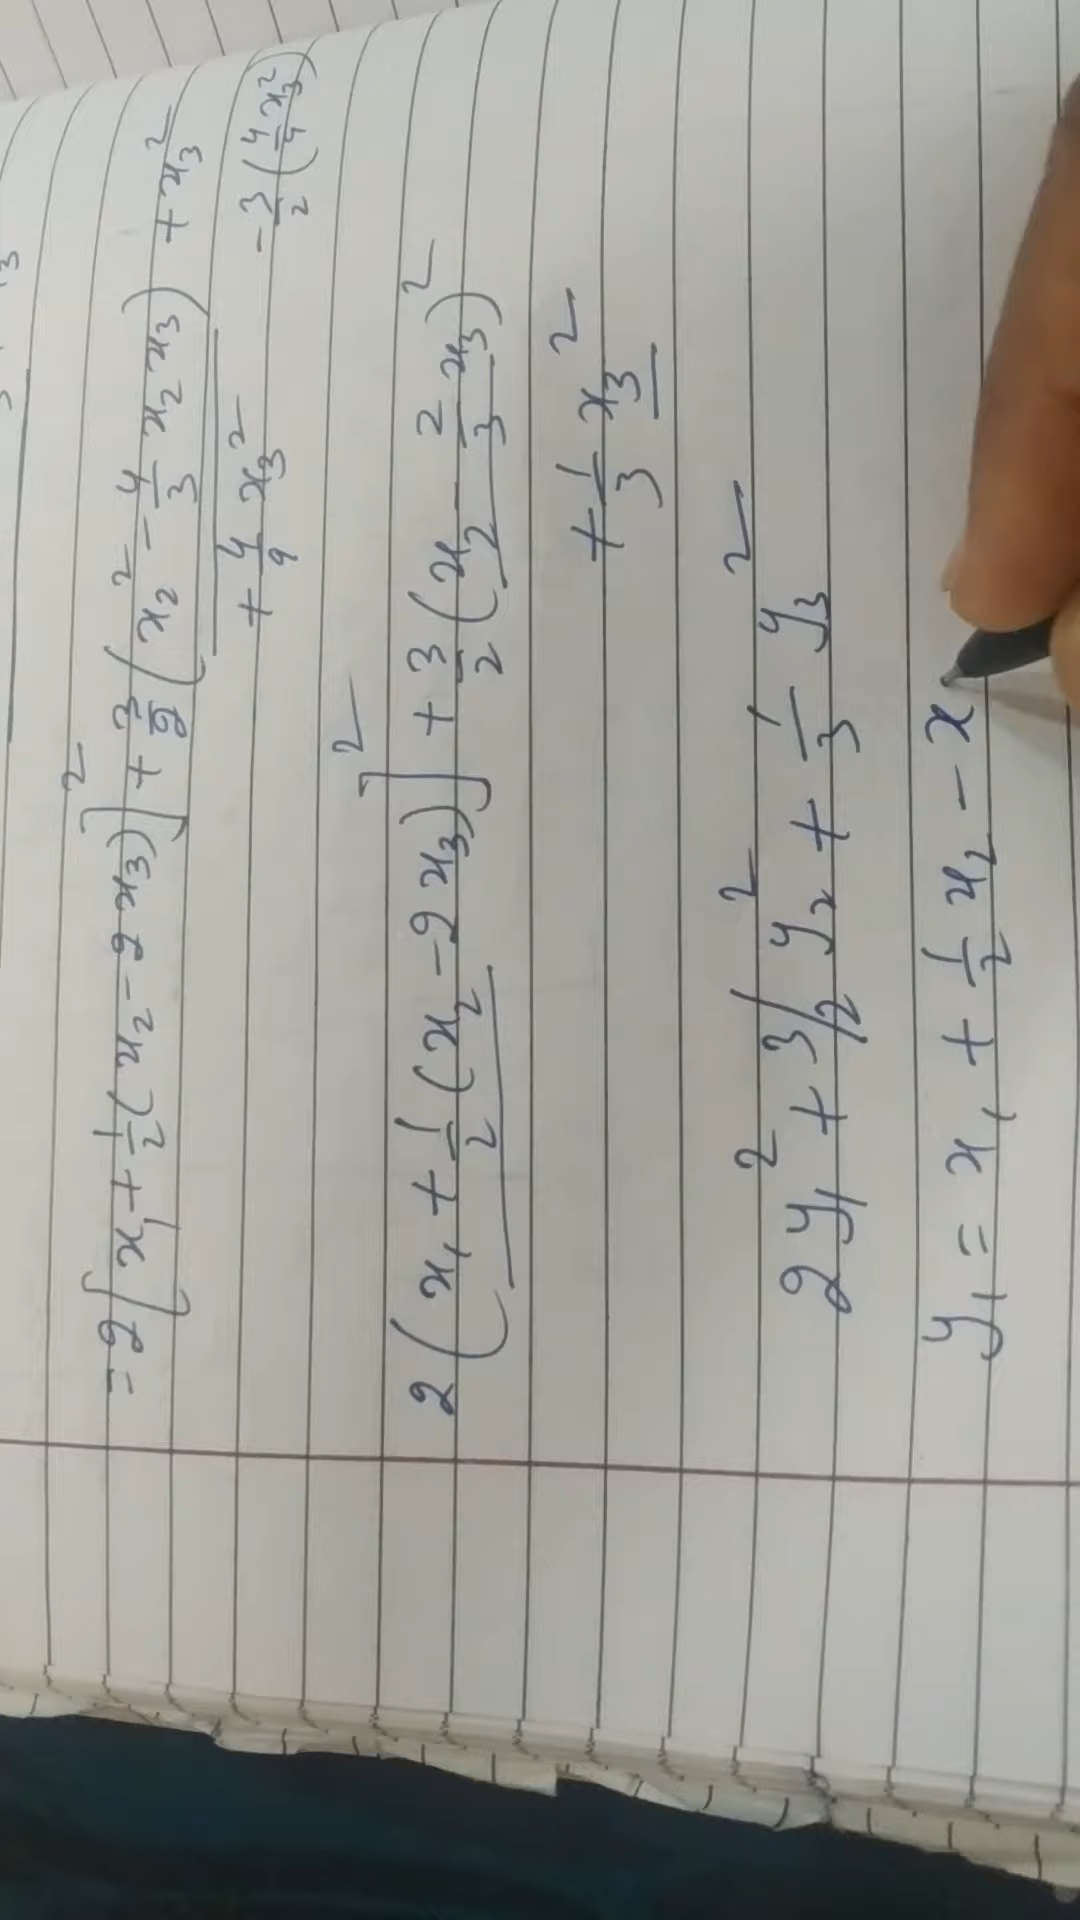 = 2[x₁ + 1/2(x₂ - 2x₃)]² + 3/2(x₂² - 4/3 x₂x₃) + x₃²
+ 4/9 x₃² - 3/2(4/9 x₃²)
2(x₁ + 1/2(x₂ - 2x₃)]² + 3/2(x₂ - 2/3 x₃)²
+ 1/3 x₃²
2y₁² + 3/2 y₂² + 1/3 y₃²
y₁ = x₁ + 1/2 x₂ - x